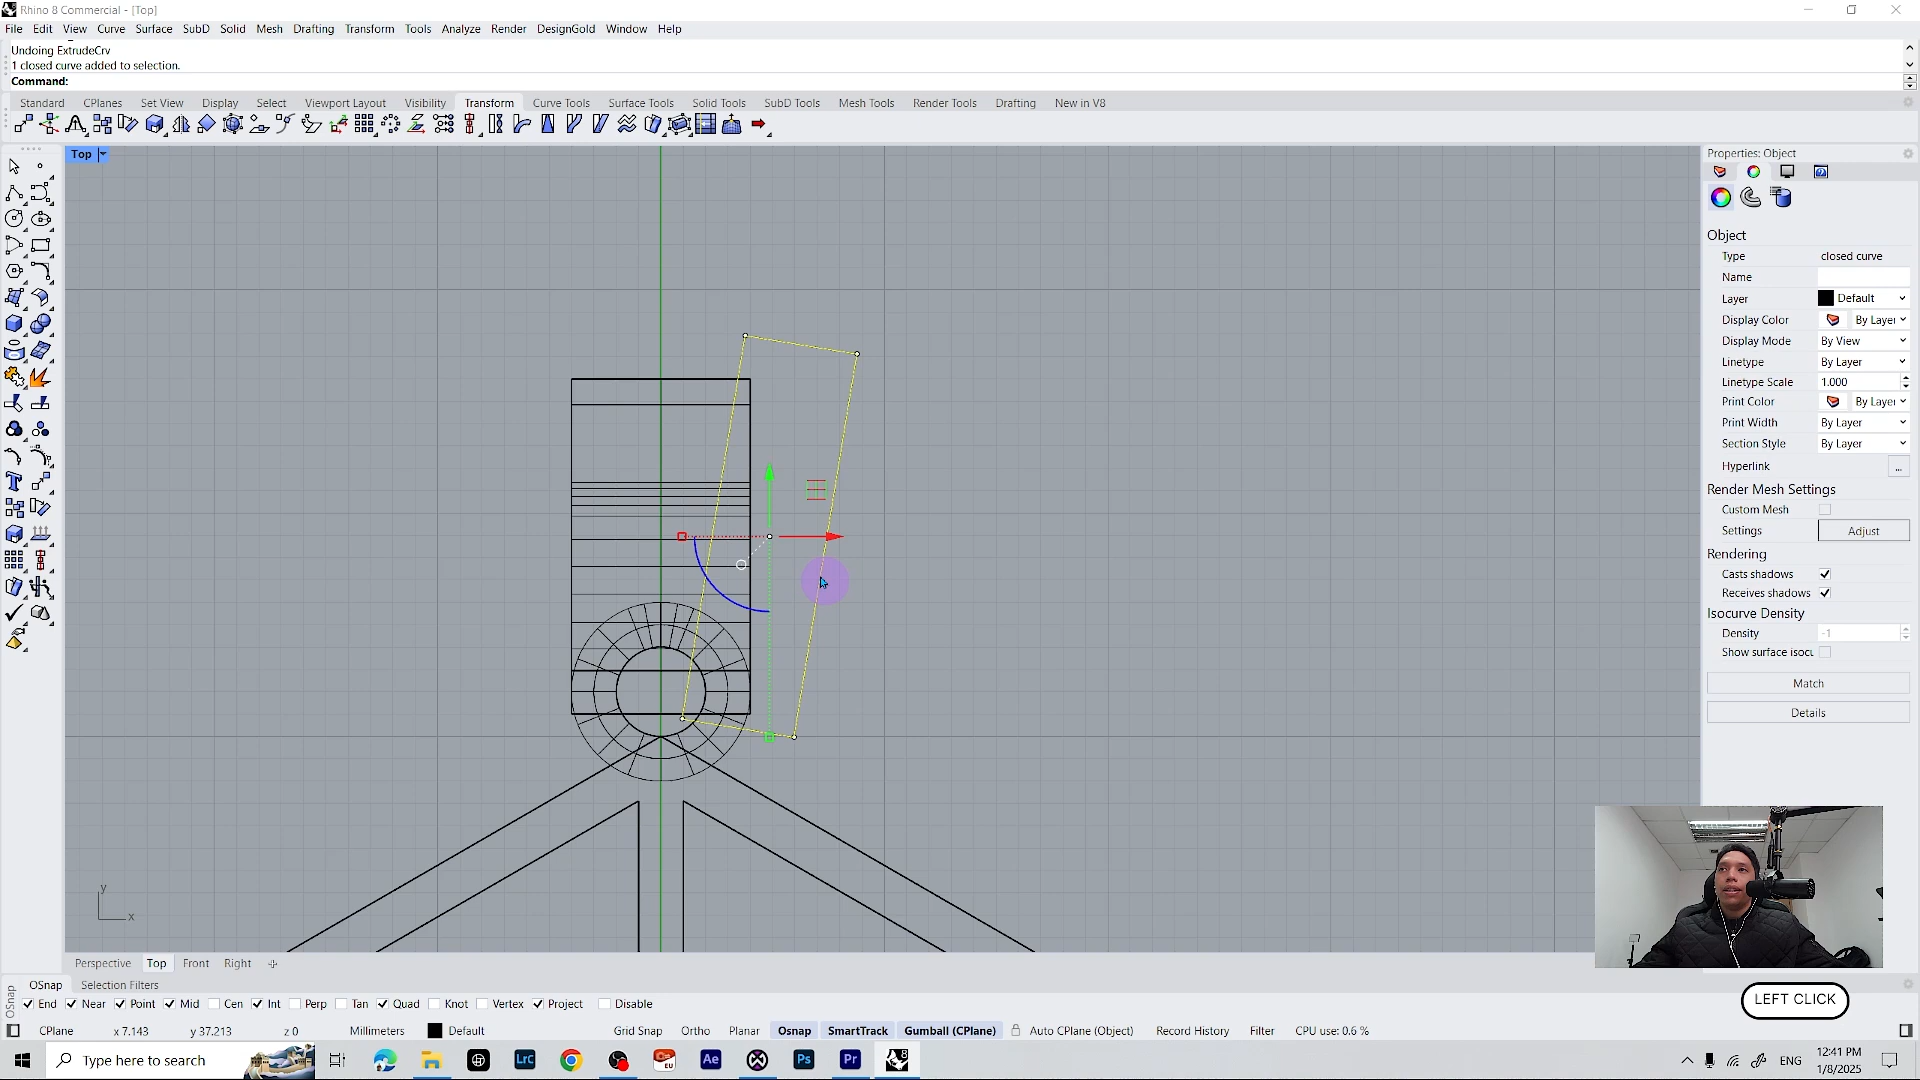 Rhino 8 Commercial - [Top]
File Edit View Curve Surface SubD Solid Mesh Drafting Transform Tools Analyze Render DesignGold Window Help
Undoing ExtrudeCrv
1 closed curve added to selection.
Command:
Standard CPlanes Set View Display Select Viewport Layout Visibility Transform Curve Tools Surface Tools Solid Tools SubD Tools Mesh Tools Render Tools Drafting New in V8
Top
Properties: Object
Object
Type closed curve
Name
Layer Default
Display Color By Layer
Display Mode By View
Linetype By Layer
Linetype Scale 1.000
Print Color By Layer
Print Width By Layer
Section Style By Layer
Hyperlink ...
Render Mesh Settings
Custom Mesh
Settings Adjust
Rendering
Casts shadows
Receives shadows
Isocurve Density
Density -1
Show surface isocu
Match
Details
y
x
Perspective Top Front Right
OSnap Selection Filters
OSnap
End Near Point Mid Cen Int Perp Tan Quad Knot Vertex Project Disable
LEFT CLICK
CPlane x 7.143 y 37.213 z 0 Millimeters Default Grid Snap Ortho Planar Osnap SmartTrack Gumball (CPlane) Auto CPlane (Object) Record History Filter CPU use: 0.6 %
Type here to search LrC EU Ae Ps Pr 8 ENG 12:41 PM
1/8/2025